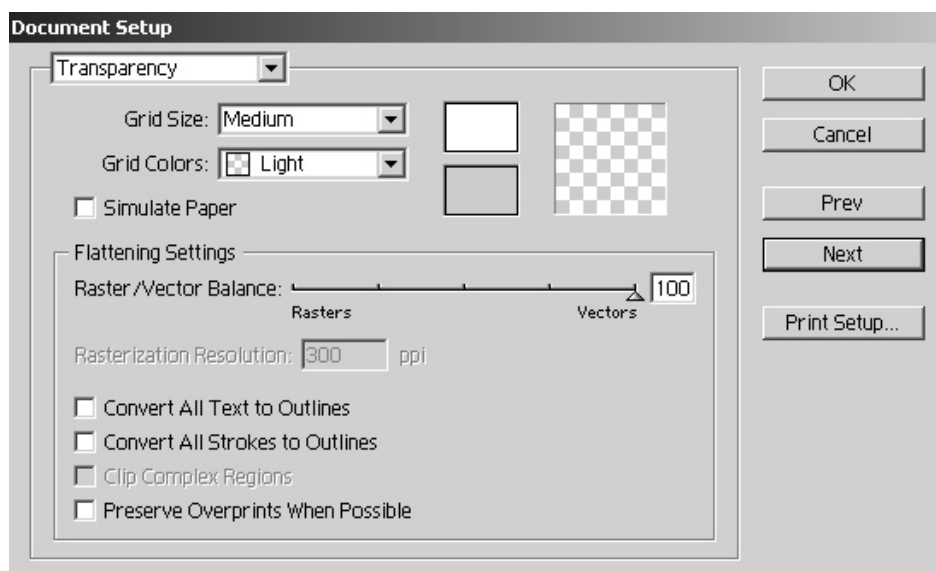 Document Setup
Transparency
Grid Size: Medium
Grid Colors: Light
Simulate Paper
Flattening Settings
Raster/Vector Balance: 100
Rasters Vectors
Rasterization Resolution: 300 ppi
Convert All Text to Outlines
Convert All Strokes to Outlines
Clip Complex Regions
Preserve Overprints When Possible
OK
Cancel
Prev
Next
Print Setup...